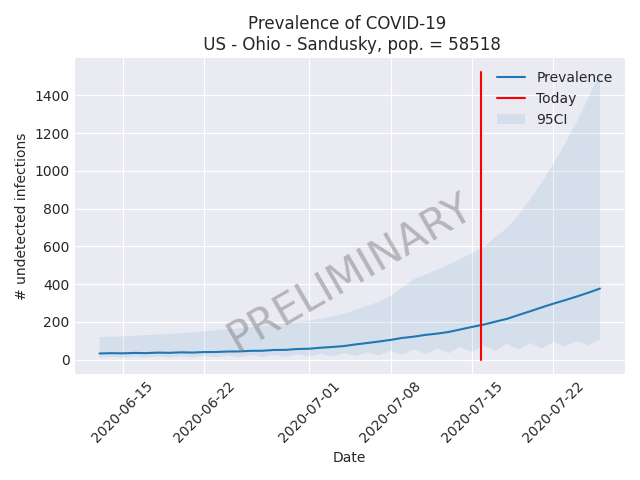 Prevalence of COVID-19
US - Ohio - Sandusky, pop. = 58518
Prevalence
Today
95CI
PRELIMINARY
# undetected infections
1400
1200
1000
800
600
400
200
0
2020-06-15
2020-06-22
2020-07-01
2020-07-08
2020-07-15
2020-07-22
Date